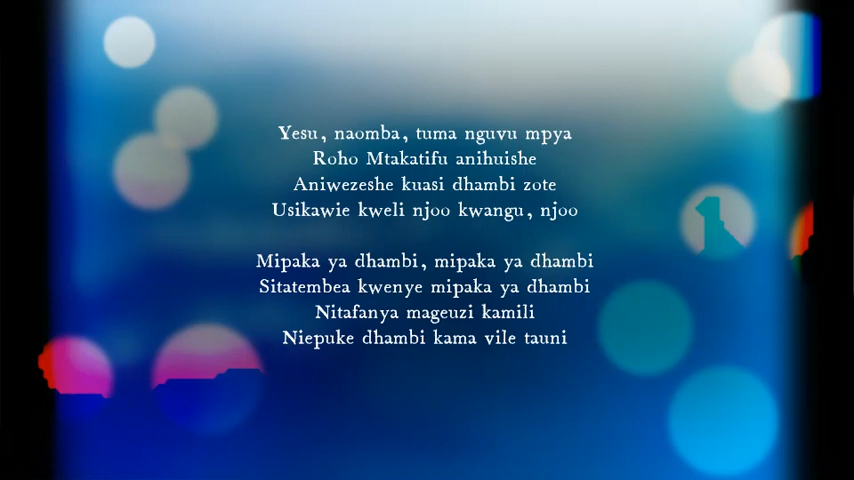 Yesu, naomba, tuma nguvu mpya
Roho Mtakatifu anihuishe
Aniwezeshe kuasi dhambi zote
Usikawie kweli njoo kwangu, njoo
Mipaka ya dhambi, mipaka ya dhambi
Sitatembea kwenye mipaka ya dhambi
Nitafanya mageuzi kamili
Niepuke dhambi kama vile tauni